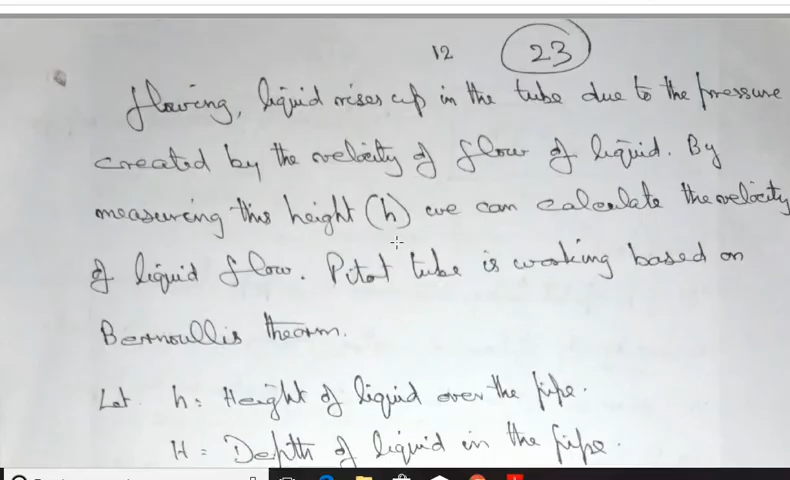 12 23
flowing, liquid rises up in the tube due to the pressure
created by the velocity of flow of liquid. By
measuring this height (h) we can calculate the velocity
of liquid flow. Pitot tube is working based on
Bernoullis theorm.
Let h: Height of liquid over the pipe.
H = Depth of liquid in the pipe.